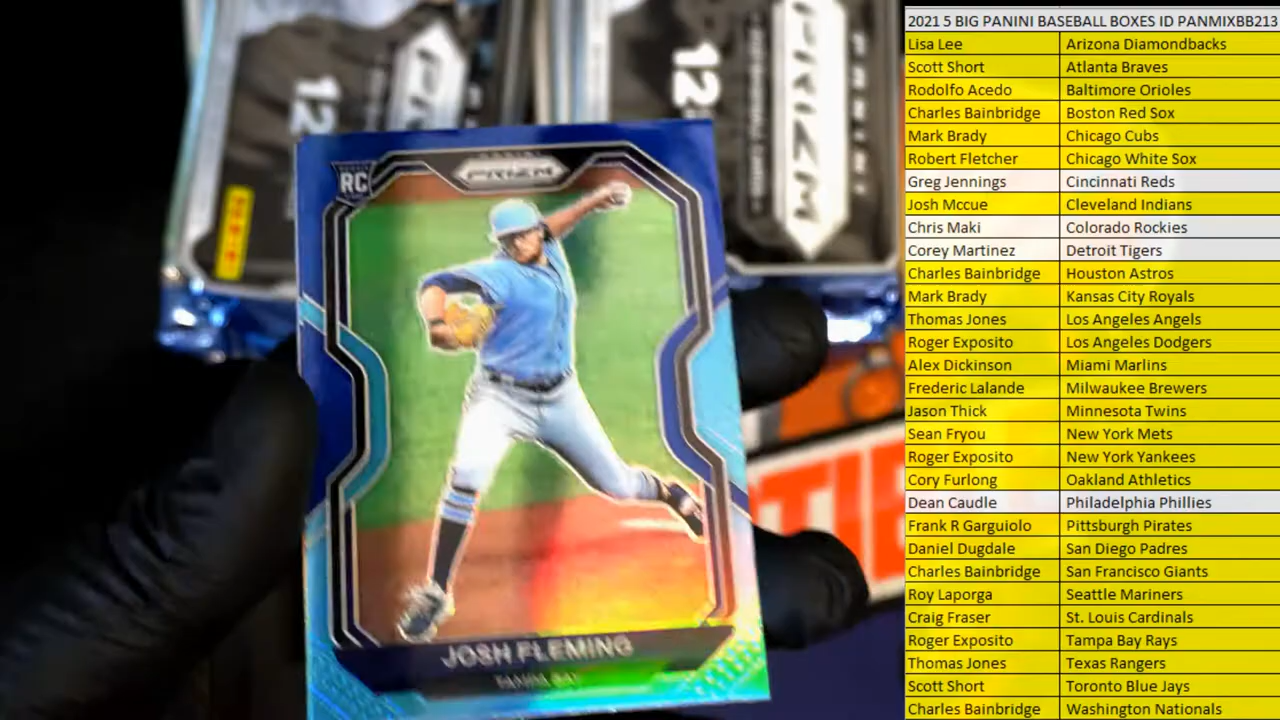 2021 5 BIG PANINI BASEBALL BOXES ID PANMIXBB213
Lisa Lee Arizona Diamondbacks
Scott Short Atlanta Braves
Rodolfo Acedo Baltimore Orioles
Charles Bainbridge Boston Red Sox
Mark Brady Chicago Cubs
Robert Fletcher Chicago White Sox
Greg Jennings Cincinnati Reds
Josh Mccue Cleveland Indians
Chris Maki Colorado Rockies
Corey Martinez Detroit Tigers
Charles Bainbridge Houston Astros
Mark Brady Kansas City Royals
Thomas Jones Los Angeles Angels
Roger Exposito Los Angeles Dodgers
Alex Dickinson Miami Marlins
Frederic Lalande Milwaukee Brewers
Jason Thick Minnesota Twins
Sean Fryou New York Mets
Roger Exposito New York Yankees
Cory Furlong Oakland Athletics
Dean Caudle Philadelphia Phillies
Frank R Garguiolo Pittsburgh Pirates
Daniel Dugdale San Diego Padres
Charles Bainbridge San Francisco Giants
Roy Laporga Seattle Mariners
Craig Fraser St. Louis Cardinals
Roger Exposito Tampa Bay Rays
Thomas Jones Texas Rangers
Scott Short Toronto Blue Jays
Charles Bainbridge Washington Nationals
12
PRIZM
12
PANINI
PRIZM
RC
PRIZM
JOSH FLEMING
TAMPA BAY